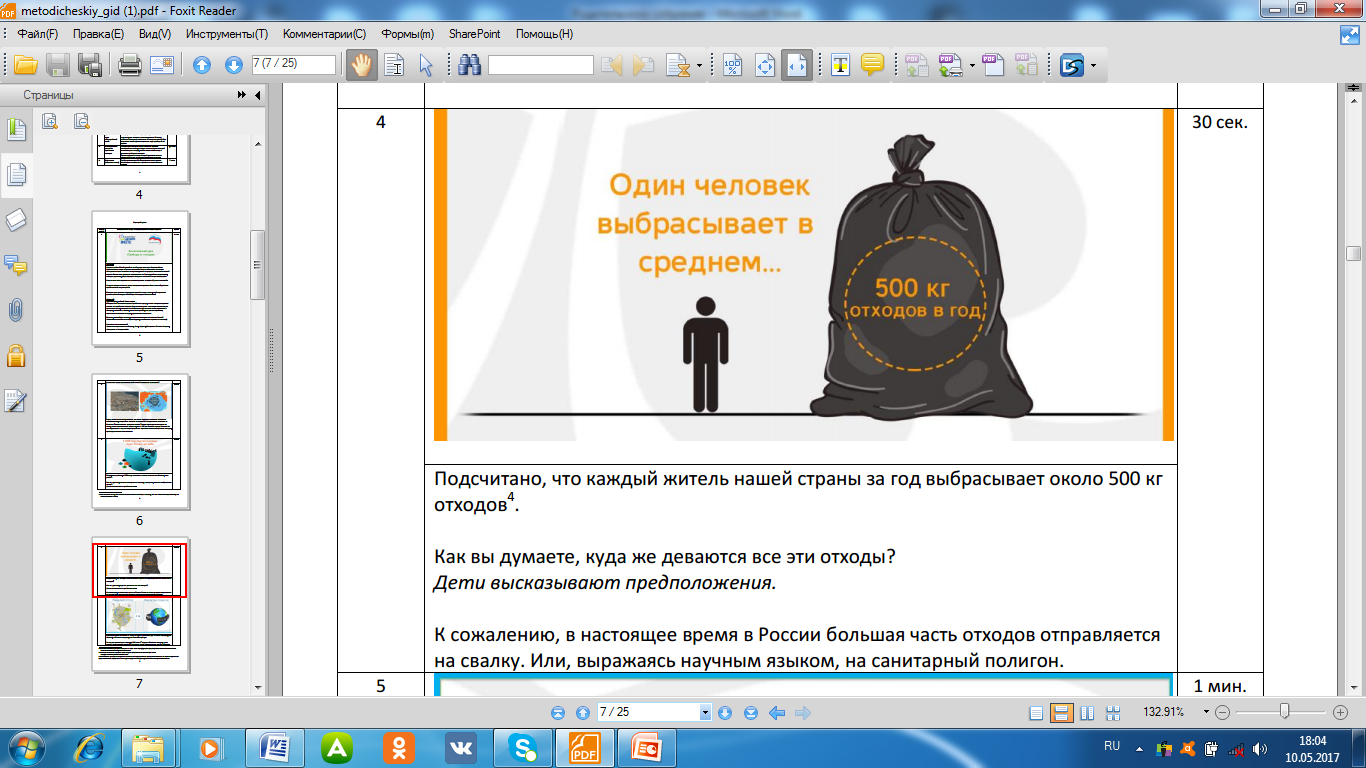 metodicheskiy_gid (1).pdf - Foxit Reader
Файл(F) Правка(E) Вид(V) Инструменты(T) Комментарии(C) Формы(m) SharePoint Помощь(H)
7 (7 / 25)
Страницы
4
5
6
7
4
30 сек.
Один человек
выбрасывает в
среднем...
500 кг
отходов в год
Подсчитано, что каждый житель нашей страны за год выбрасывает около 500 кг
отходов4.
Как вы думаете, куда же деваются все эти отходы?
Дети высказывают предположения.
К сожалению, в настоящее время в России большая часть отходов отправляется
на свалку. Или, выражаясь научным языком, на санитарный полигон.
5
1 мин.
7 / 25
132.91%
RU
18:04
10.05.2017